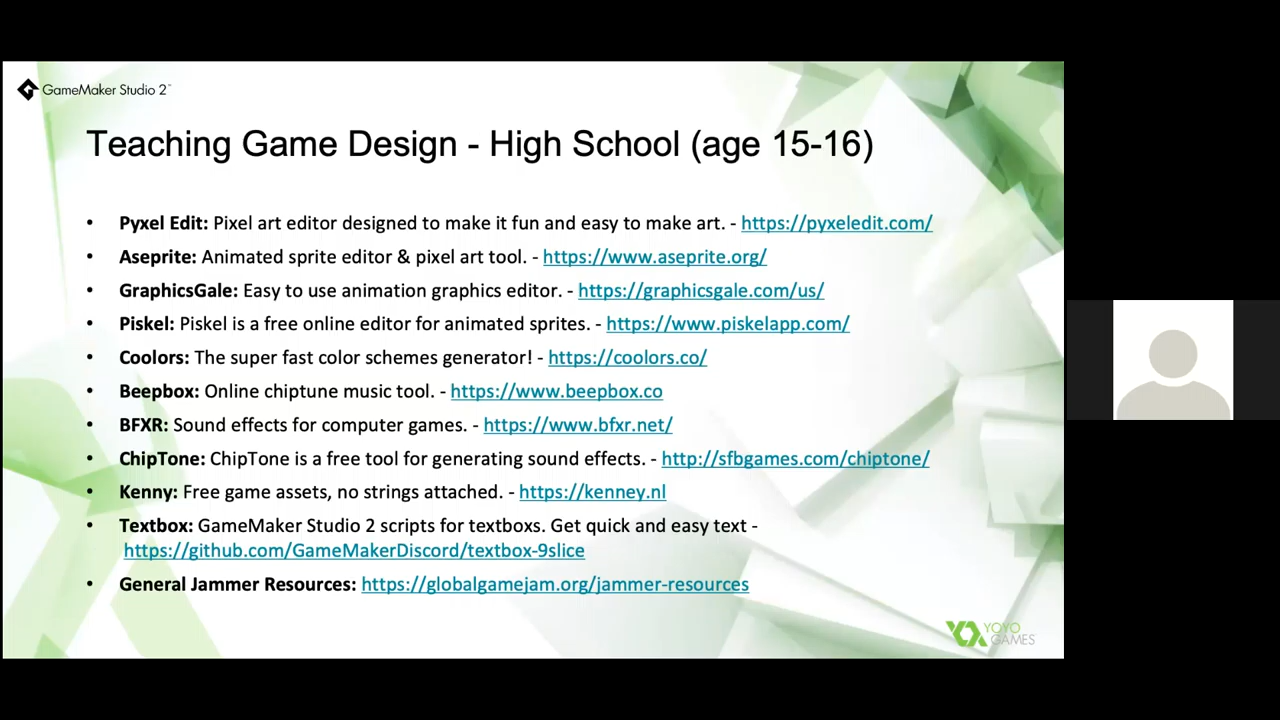 GameMaker Studio 2™
Teaching Game Design - High School (age 15-16)
• Pyxel Edit: Pixel art editor designed to make it fun and easy to make art. - https://pyxeledit.com/
• Aseprite: Animated sprite editor & pixel art tool. - https://www.aseprite.org/
• GraphicsGale: Easy to use animation graphics editor. - https://graphicsgale.com/us/
• Piskel: Piskel is a free online editor for animated sprites. - https://www.piskelapp.com/
• Coolors: The super fast color schemes generator! - https://coolors.co/
• Beepbox: Online chiptune music tool. - https://www.beepbox.co
• BFXR: Sound effects for computer games. - https://www.bfxr.net/
• ChipTone: ChipTone is a free tool for generating sound effects. - http://sfbgames.com/chiptone/
• Kenny: Free game assets, no strings attached. - https://kenney.nl
• Textbox: GameMaker Studio 2 scripts for textboxs. Get quick and easy text -
https://github.com/GameMakerDiscord/textbox-9slice
• General Jammer Resources: https://globalgamejam.org/jammer-resources
YOYO
GAMES